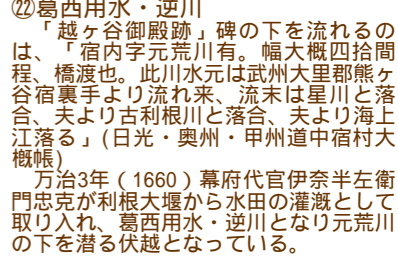 ㉒葛西用水・逆川
「越ヶ谷御殿跡」碑の下を流れるの
は、「宿内字元荒川有。幅大概四拾間
程、橋渡也。此川水元は武州大里郡熊ヶ
谷宿裏手より流れ来、流末は星川と落
合、夫より古利根川と落合、夫より海上
江落る」(日光・奥州・甲州道中宿村大
概帳)
万治3年（1660）幕府代官伊奈半左衛
門忠克が利根大堰から水田の灌漑として
取り入れ、葛西用水・逆川となり元荒川
の下を潜る伏越となっている。